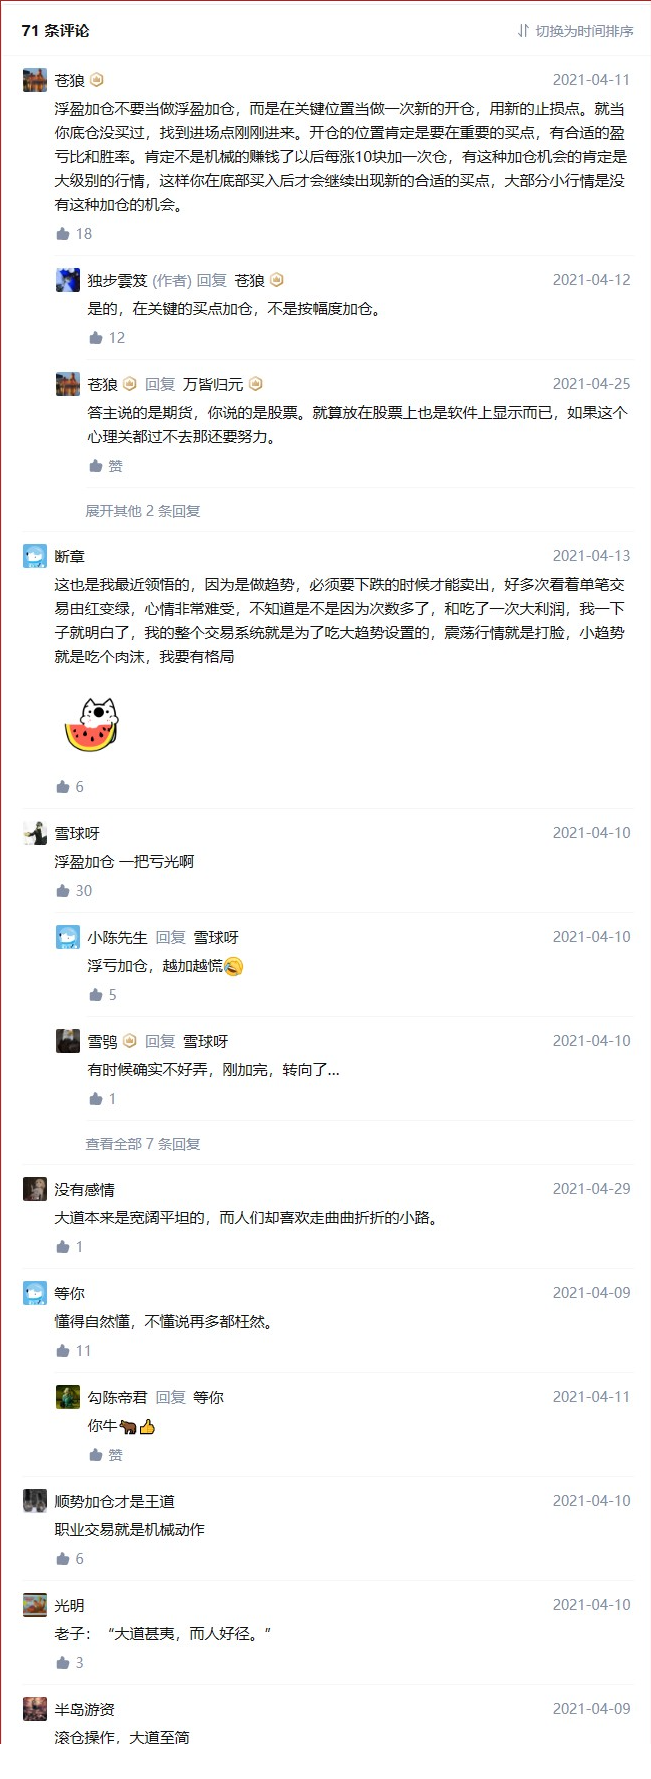 71 条评论
切换为时间排序
苍狼
2021-04-11
浮盈加仓不要当做浮盈加仓，而是在关键位置当做一次新的开仓，用新的止损点。就当
你底仓没买过，找到进场点刚刚进来。开仓的位置肯定是要在重要的买点，有合适的盈
亏比和胜率。肯定不是机械的赚钱了以后每涨10块加一次仓，有这种加仓机会的肯定是
大级别的行情，这样你在底部买入后才会继续出现新的合适的买点，大部分小行情是没
有这种加仓的机会。
18
独步雲笈 (作者) 回复 苍狼
2021-04-12
是的，在关键的买点加仓，不是按幅度加仓。
12
苍狼 回复 万皆归元
2021-04-25
答主说的是期货，你说的是股票。就算放在股票上也是软件上显示而已，如果这个
心理关都过不去那还要努力。
赞
展开其他 2 条回复
断章
2021-04-13
这也是我最近领悟的，因为是做趋势，必须要下跌的时候才能卖出，好多次看着单笔交
易由红变绿，心情非常难受，不知道是不是因为次数多了，和吃了一次大利润，我一下
子就明白了，我的整个交易系统就是为了吃大趋势设置的，震荡行情就是打脸，小趋势
就是吃个肉沫，我要有格局
6
雪球呀
2021-04-10
浮盈加仓 一把亏光啊
30
小陈先生 回复 雪球呀
2021-04-10
浮亏加仓，越加越慌
5
雪鸮 回复 雪球呀
2021-04-10
有时候确实不好弄，刚加完，转向了...
1
查看全部 7 条回复
没有感情
2021-04-29
大道本来是宽阔平坦的，而人们却喜欢走曲曲折折的小路。
1
等你
2021-04-09
懂得自然懂，不懂说再多都枉然。
11
勾陈帝君 回复 等你
2021-04-11
你牛
赞
顺势加仓才是王道
2021-04-10
职业交易就是机械动作
6
光明
2021-04-10
老子：“大道甚夷，而人好径。”
3
半岛游资
2021-04-09
滚仓操作，大道至简